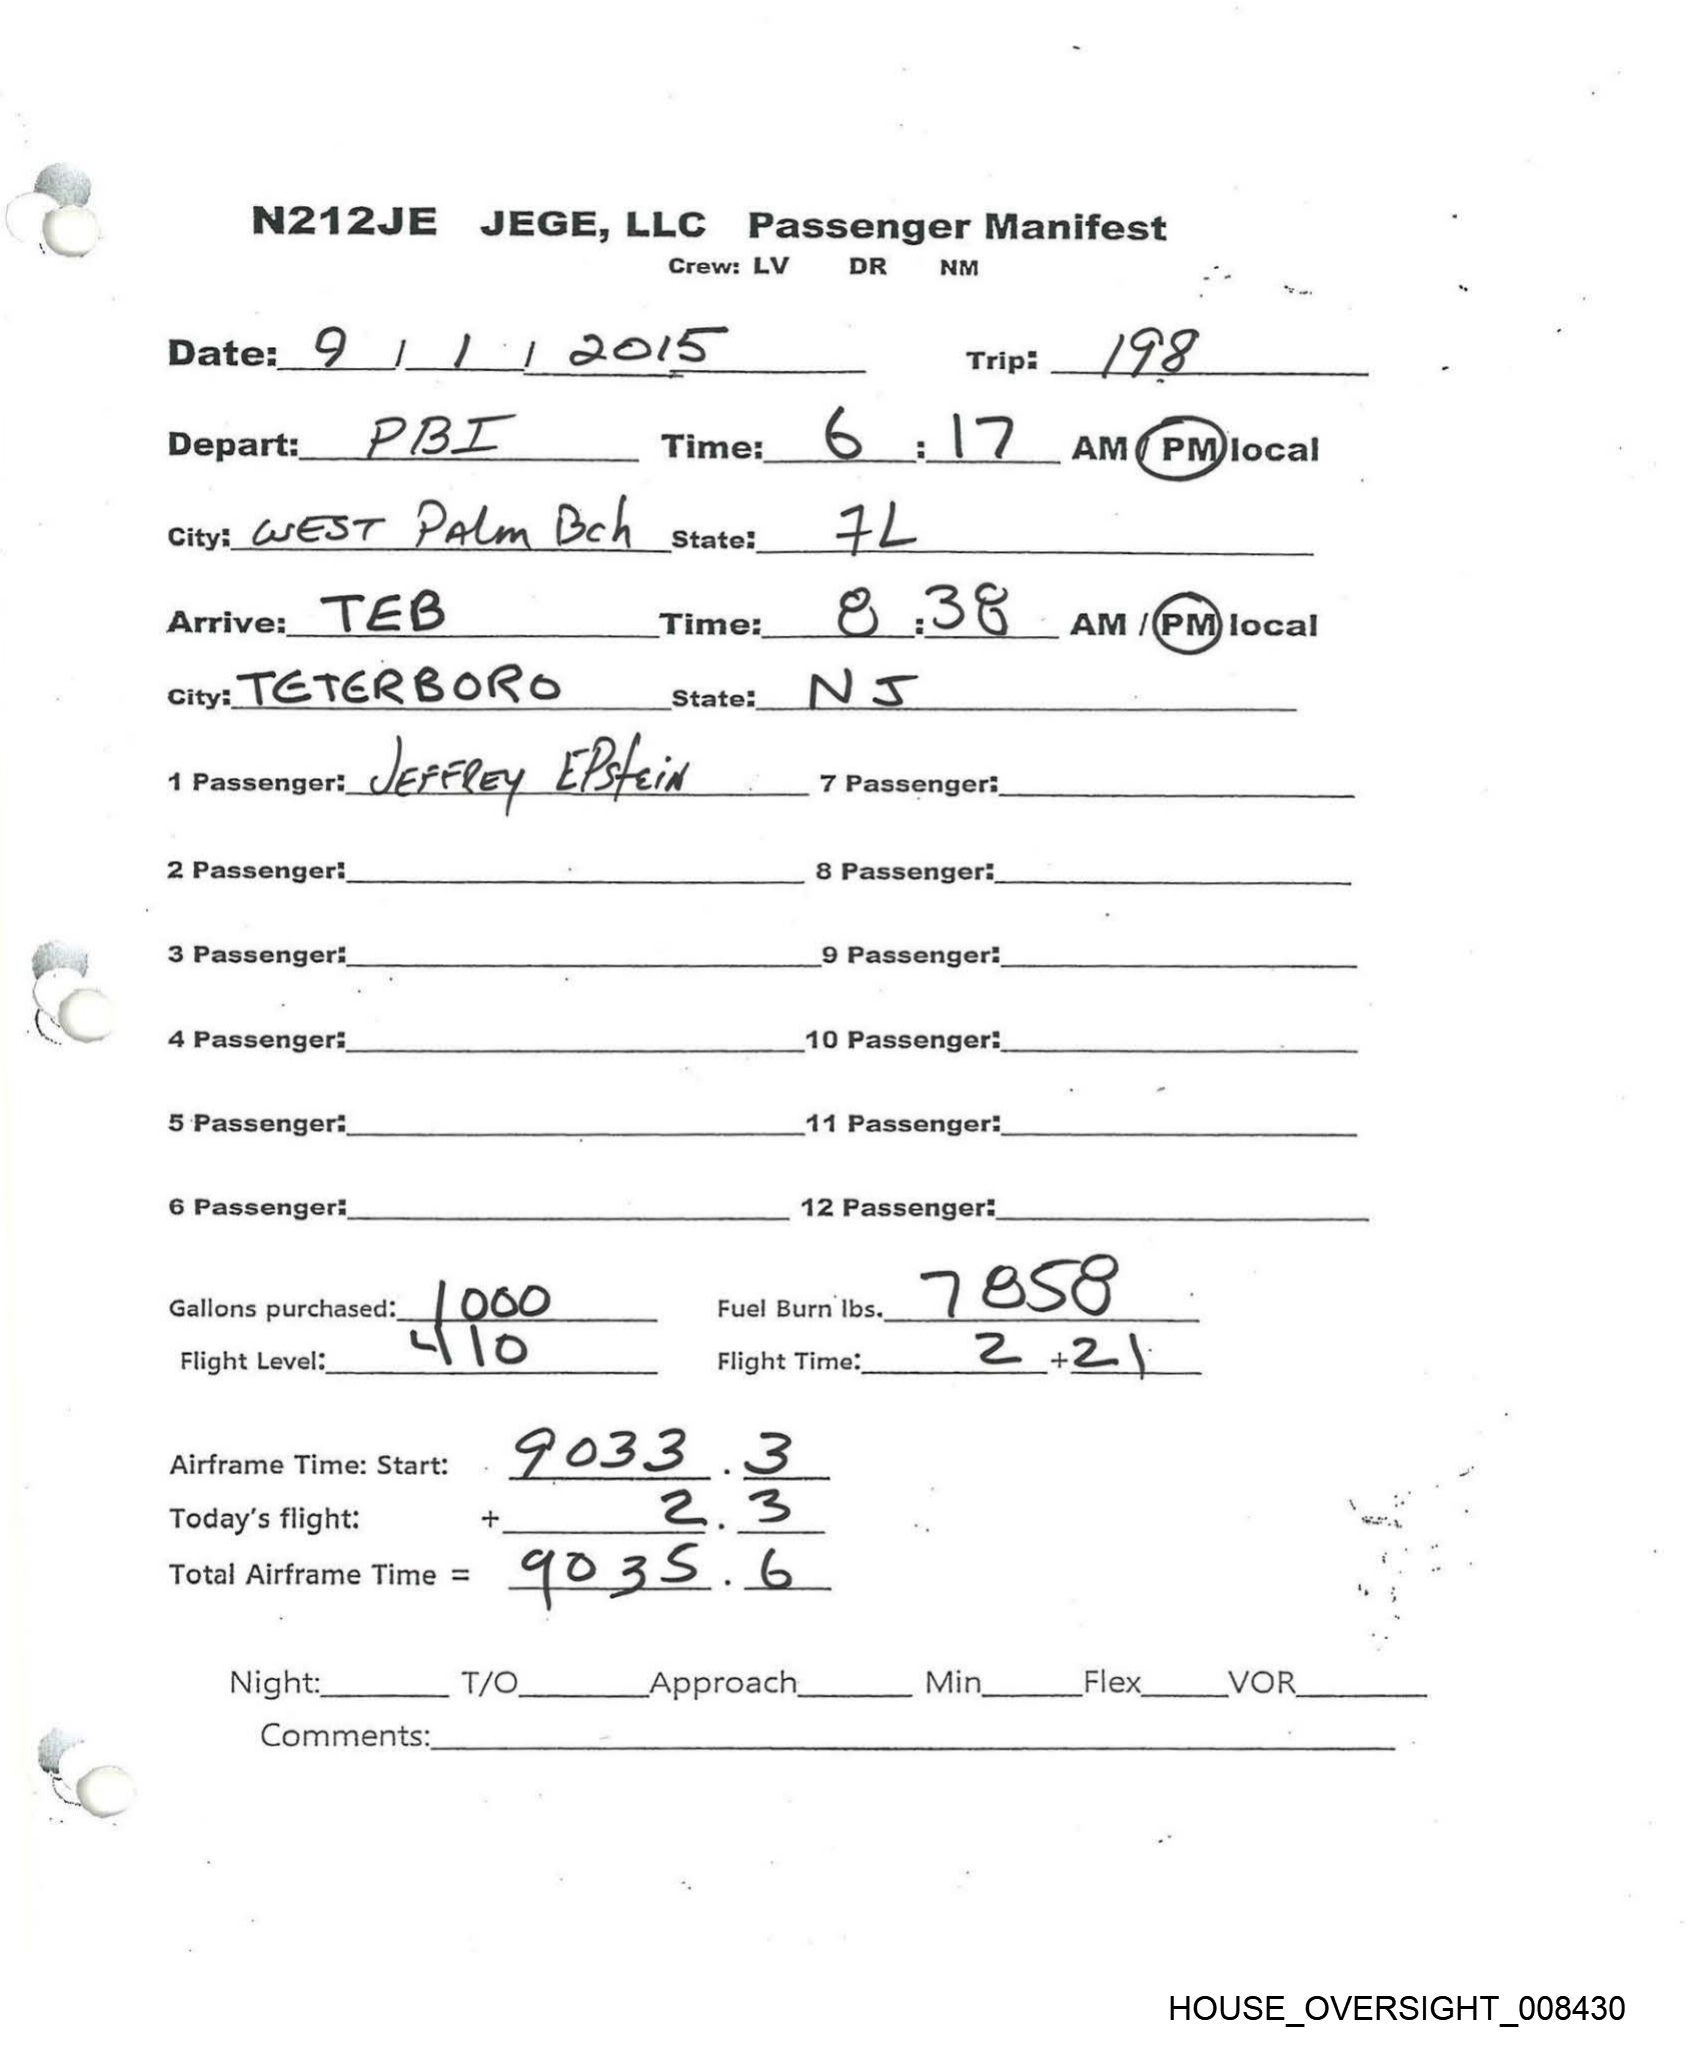 N212JE JEGE, LLC Passenger Manifest
Crew: LV DR NM
Date: 9 / 1 / 2015 Trip: 198
Depart: PBI Time: 6 : 17 AM / PM local
City: WEST Palm Bch State: FL
Arrive: TEB Time: 8 : 38 AM / PM local
City: TETERBORO State: NJ
1 Passenger: JEFFREY EPstEiN 7 Passenger:
2 Passenger: 8 Passenger:
3 Passenger: 9 Passenger:
4 Passenger: 10 Passenger:
5 Passenger: 11 Passenger:
6 Passenger: 12 Passenger:
Gallons purchased: 1000 Fuel Burn lbs. 7858
Flight Level: 410 Flight Time: 2 + 21
Airframe Time: Start: 9033 . 3
Today's flight: + 2 . 3
Total Airframe Time = 9035 . 6
Night: T/O Approach Min Flex VOR
Comments:
HOUSE_OVERSIGHT_008430